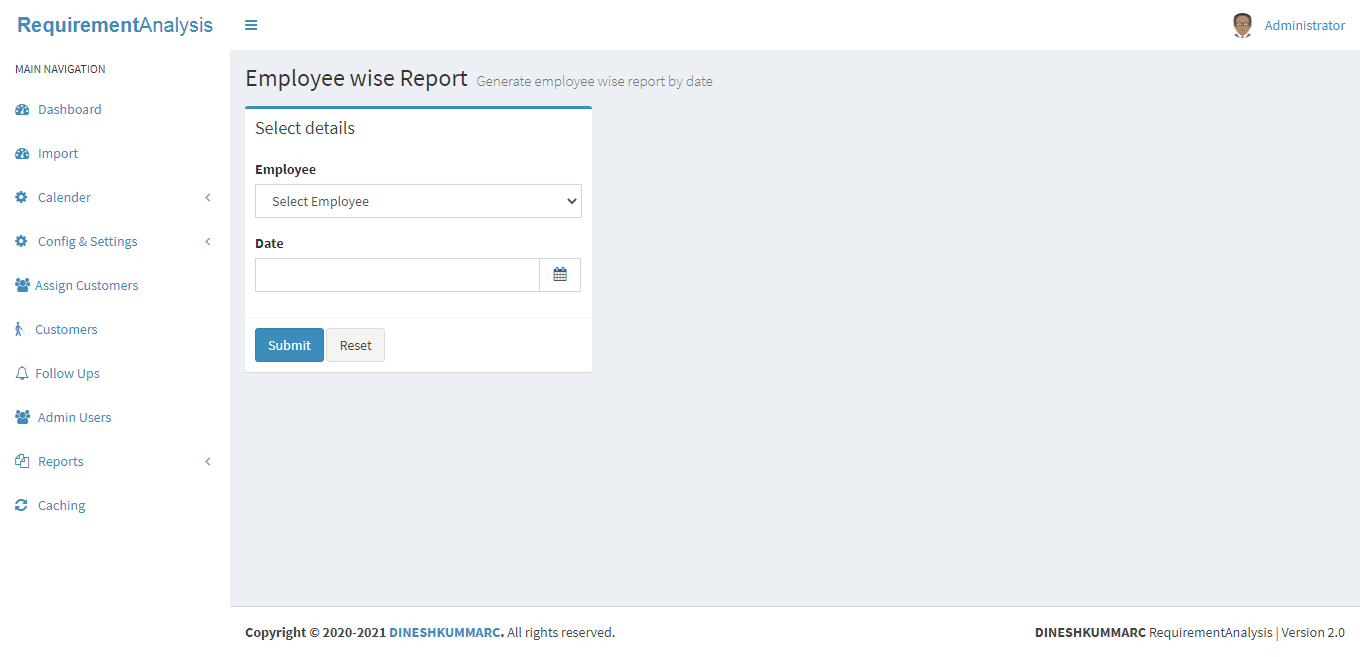 RequirementAnalysis
Administrator
MAIN NAVIGATION
Dashboard
Import
Calender
Config & Settings
Assign Customers
Customers
Follow Ups
Admin Users
Reports
Caching
Employee wise Report Generate employee wise report by date
Select details
Employee
Select Employee
Date
Submit Reset
Copyright © 2020-2021 DINESHKUMMARC. All rights reserved.
DINESHKUMMARC RequirementAnalysis | Version 2.0